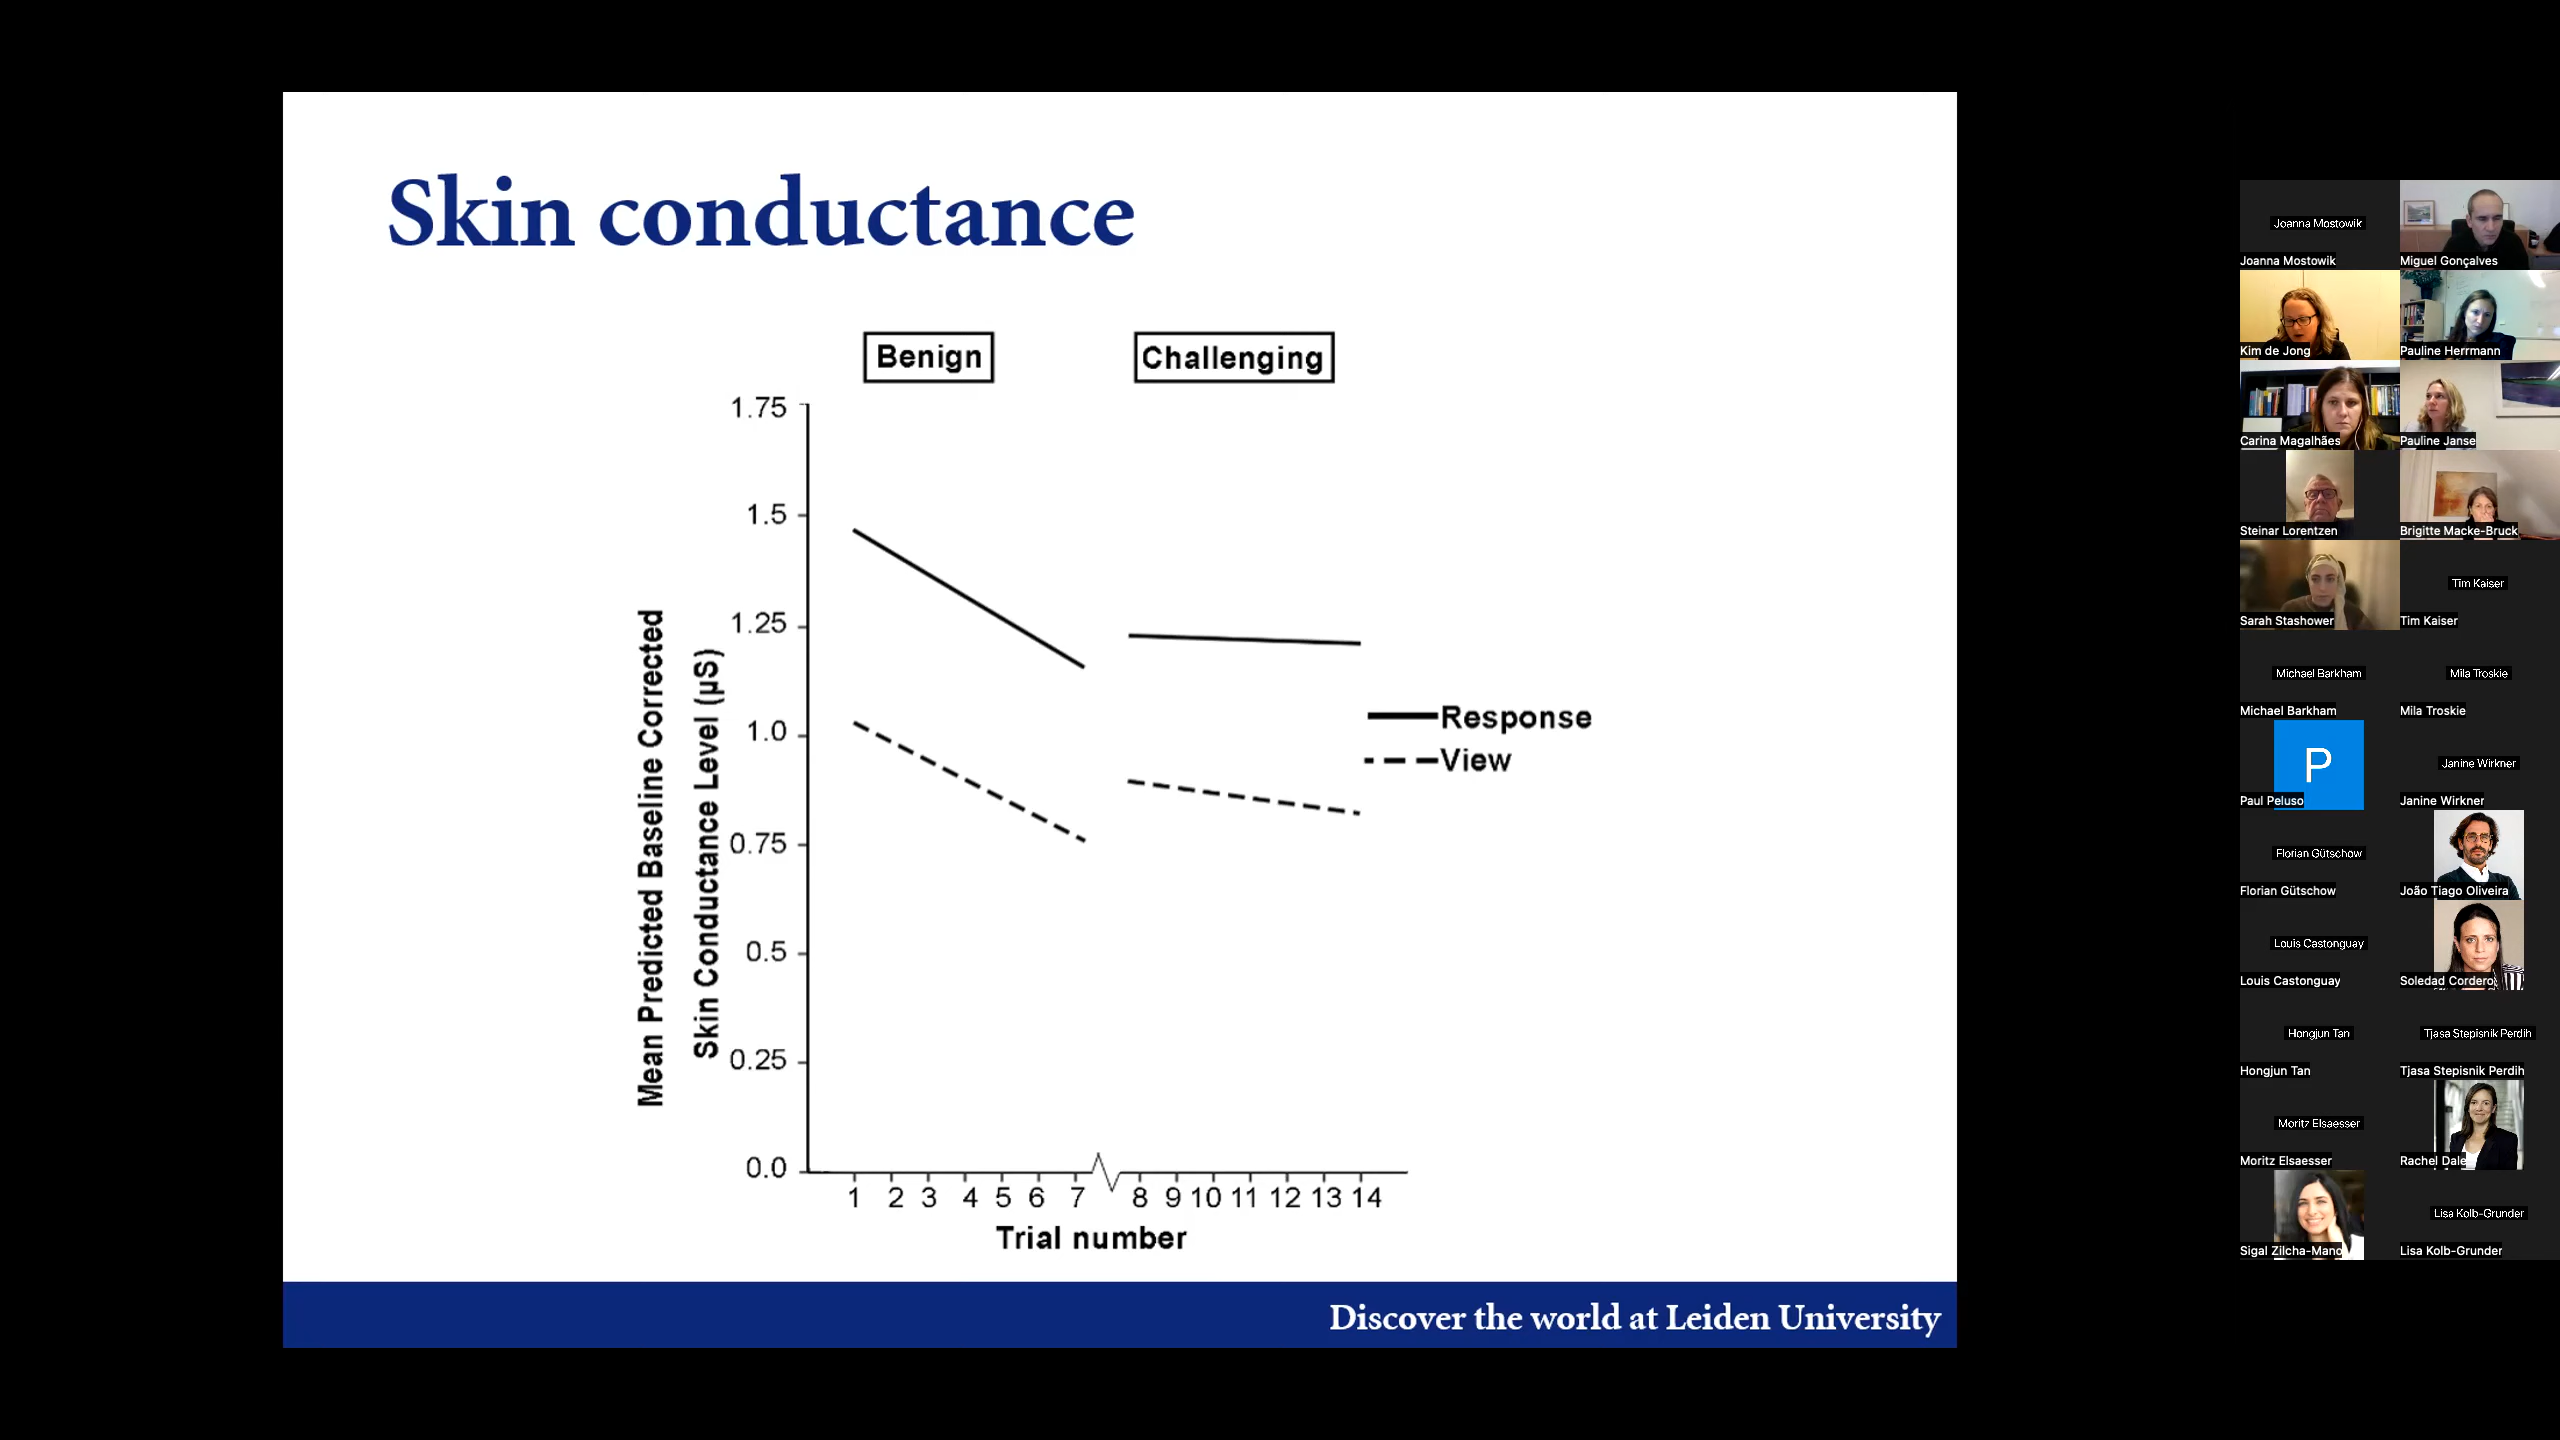 Skin conductance
Benign
Challenging
1.75
1.5
1.25
1.0
0.75
0.5
0.25
0.0
Mean Predicted Baseline Corrected
Skin Conductance Level (µS)
Response
View
1 2 3 4 5 6 7 8 9 10 11 12 13 14
Trial number
Discover the world at Leiden University
Joanna Mostowik
Joanna Mostowik
Miguel Gonçalves
Kim de Jong
Pauline Herrmann
Carina Magalhães
Pauline Janse
Steinar Lorentzen
Brigitte Macke-Bruck
Sarah Stashower
Tim Kaiser
Tim Kaiser
Michael Barkham
Michael Barkham
Mila Troskie
Mila Troskie
P
Paul Peluso
Janine Wirkner
Janine Wirkner
Florian Gütschow
Florian Gütschow
João Tiago Oliveira
Louis Castonguay
Louis Castonguay
Soledad Cordero
Hongjun Tan
Hongjun Tan
Tjasa Stepisnik Perdih
Tjasa Stepisnik Perdih
Moritz Elsaesser
Moritz Elsaesser
Rachel Dale
Sigal Zilcha-Mano
Lisa Kolb-Grunder
Lisa Kolb-Grunder